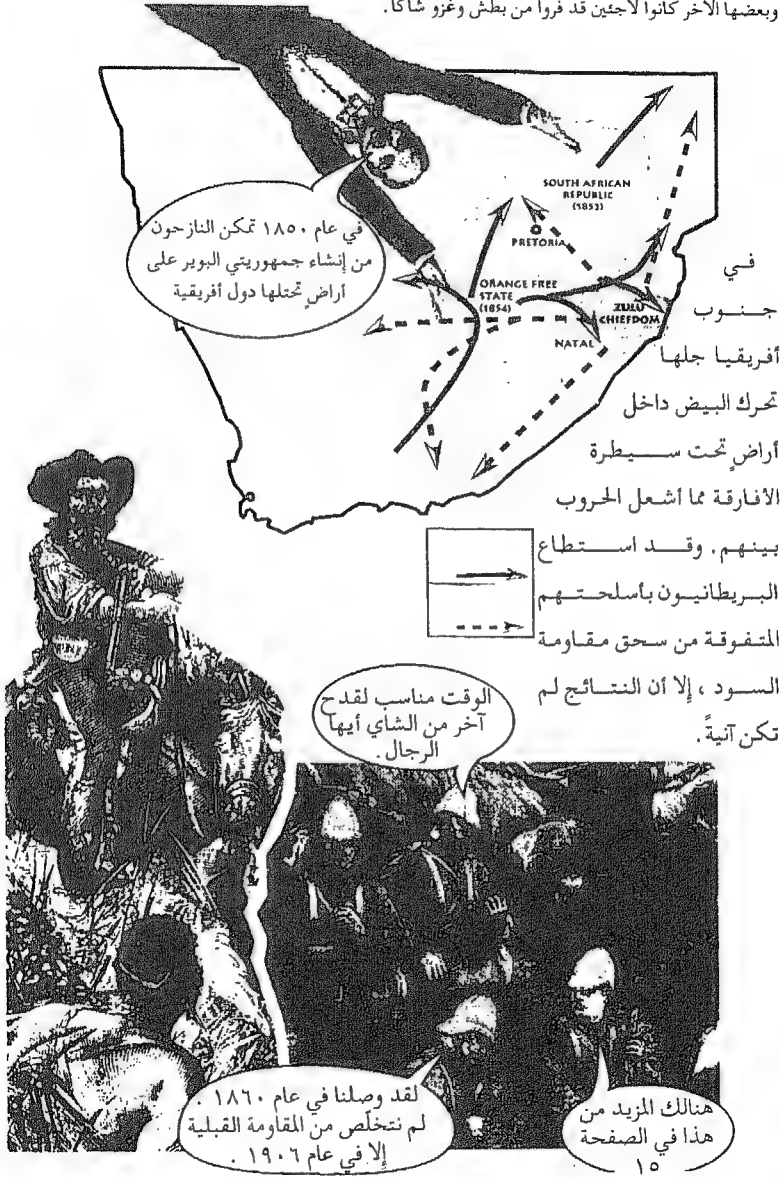 وبعضها الآخر كانوا لاجئين قد فروا من بطش وغزو شاكا.
SOUTH AFRICAN
REPUBLIC
(1853)
PRETORIA
في عام ١٨٥٠ تمكن النازحون
من إنشاء جمهوريتي البوير على
أراضٍ تحتلها دول أفريقية
ORANGE FREE
STATE
(1854)
ZULU
CHIEFDOM
NATAL
في
جنوب
أفريقيا جلها
تحرك البيض داخل
أراضٍ تحت سيطرة
الأفارقة مما أشعل الحروب
بينهم. وقد استطاع
البريطانيون بأسلحتهم
المتفوقة من سحق مقاومة
السود ، إلا أن النتائج لم
تكن آنيةً.
الوقت مناسب لقدح
آخر من الشاي أيها
الرجال.
لقد وصلنا في عام ١٨٦٠ .
لم نتخلص من المقاومة القبلية
إلا في عام ١٩٠٦ .
هنالك المزيد من
هذا في الصفحة
١٥